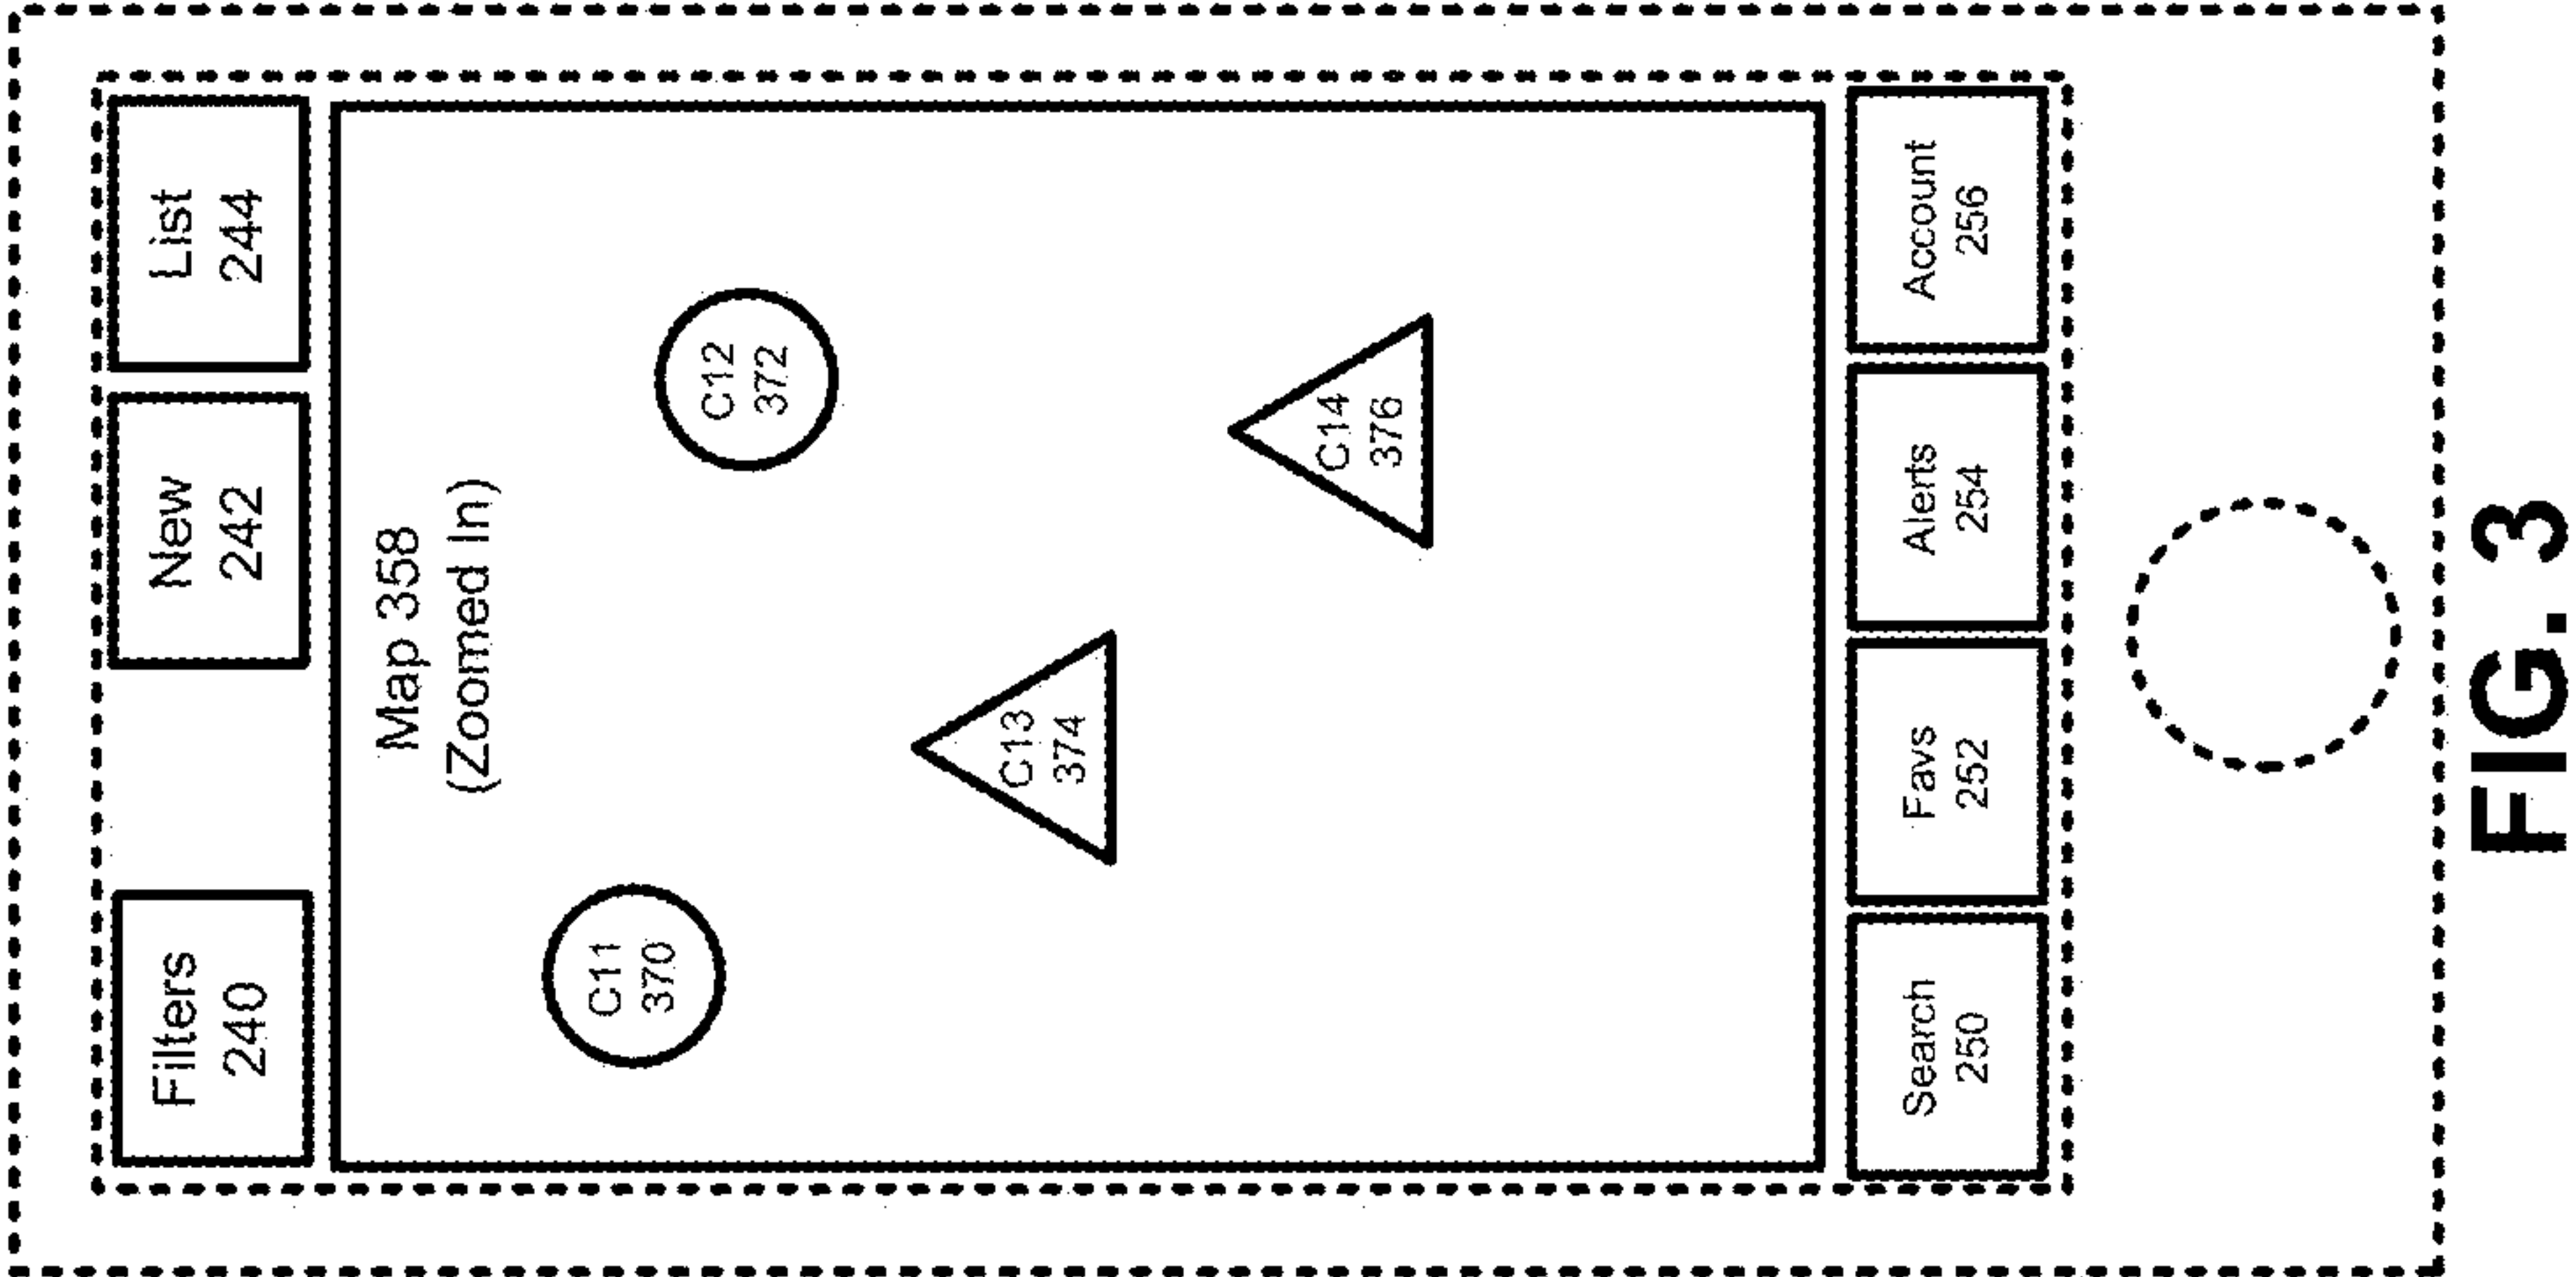 Filters
240
New
242
List
244
Map 358
(Zoomed In)
C11
370
C12
372
C13
374
C14
376
Search
250
Favs
252
Alerts
254
Account
256
FIG. 3